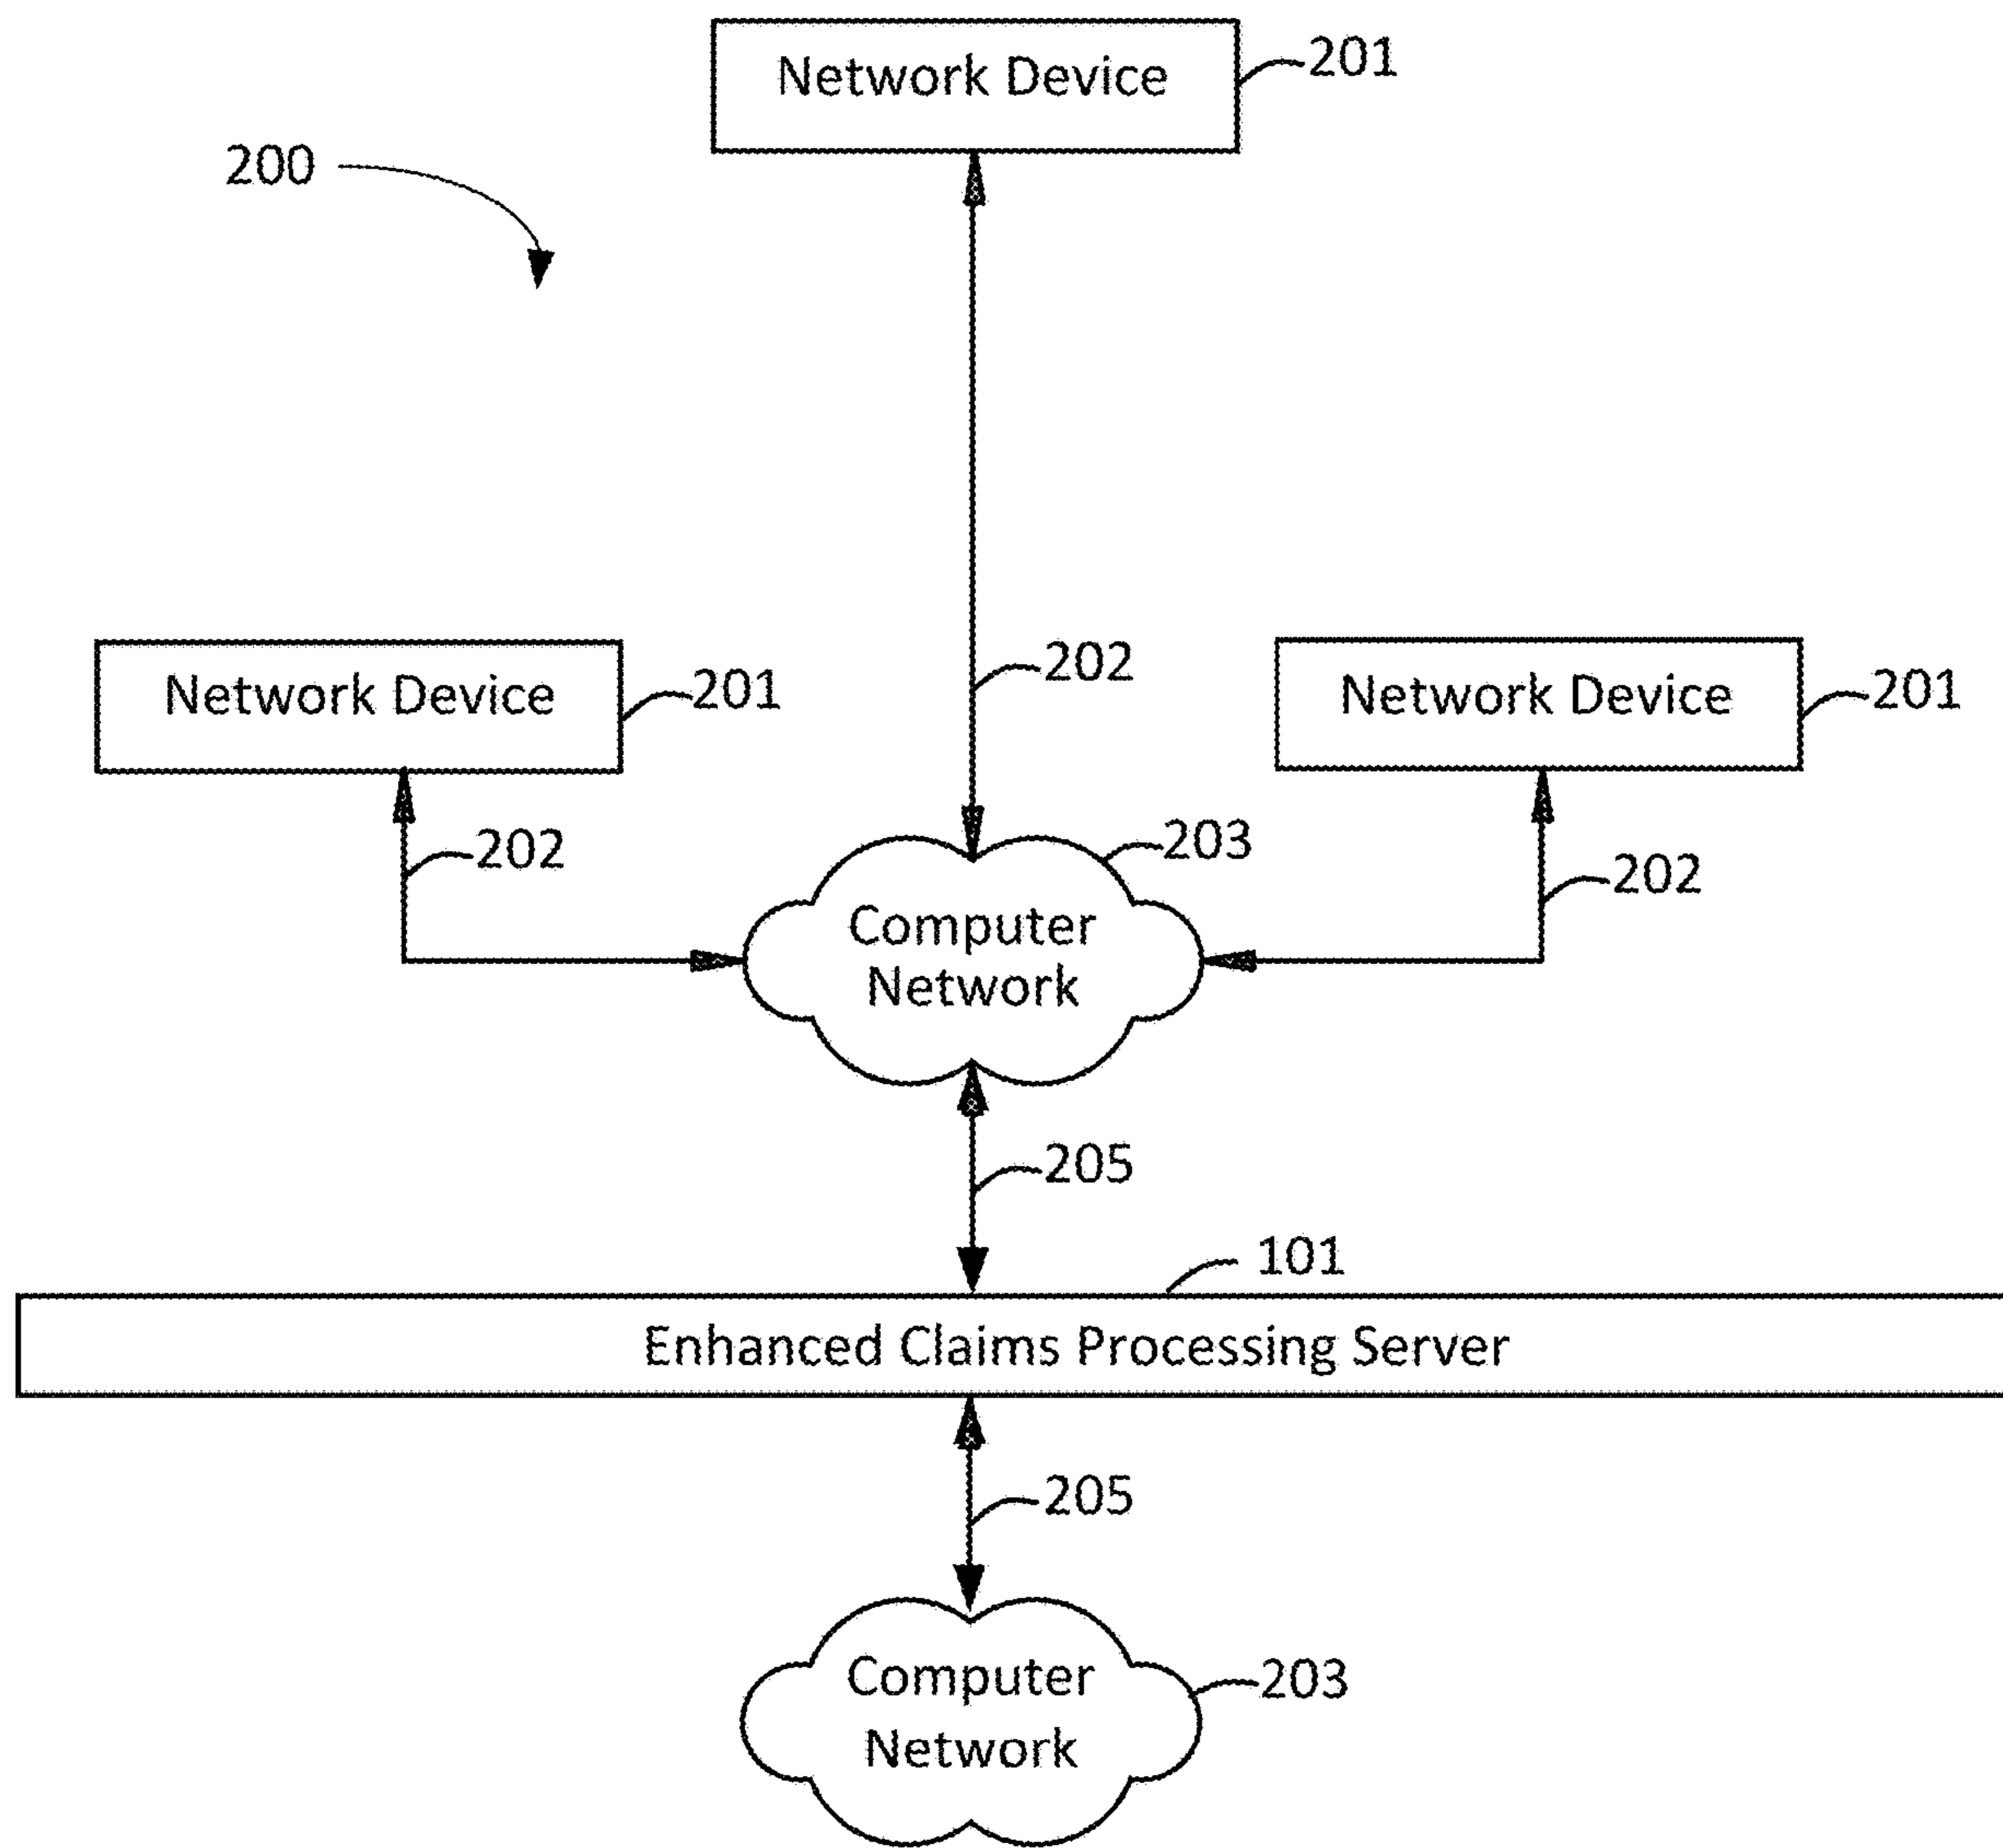 Network Device
201
200
202
Network Device
201
Network Device
201
202
203
202
Computer
Network
205
101
Enhanced Claims Processing Server
205
Computer
Network
203